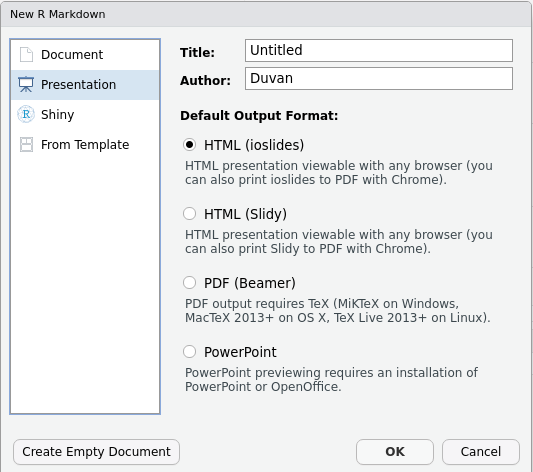 New R Markdown
Document
Presentation
R Shiny
From Template
Title: Untitled
Author: Duvan
Default Output Format:
HTML (ioslides)
HTML presentation viewable with any browser (you
can also print ioslides to PDF with Chrome).
HTML (Slidy)
HTML presentation viewable with any browser (you
can also print Slidy to PDF with Chrome).
PDF (Beamer)
PDF output requires TeX (MiKTeX on Windows,
MacTeX 2013+ on OS X, TeX Live 2013+ on Linux).
PowerPoint
PowerPoint previewing requires an installation of
PowerPoint or OpenOffice.
Create Empty Document
OK
Cancel